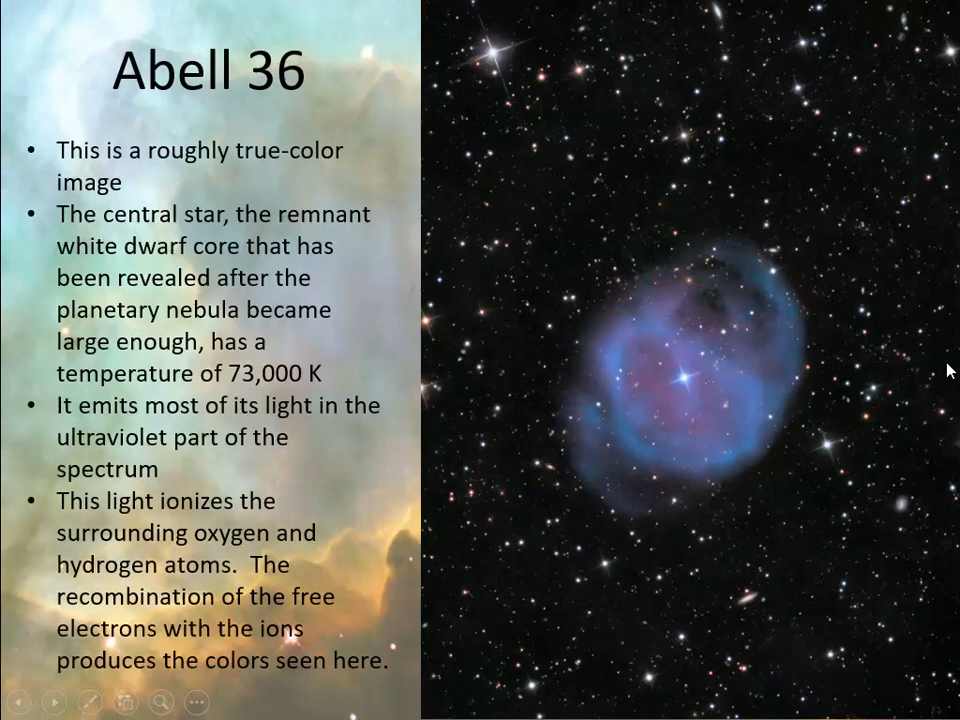 Abell 36
• This is a roughly true-color
image
• The central star, the remnant
white dwarf core that has
been revealed after the
planetary nebula became
large enough, has a
temperature of 73,000 K
• It emits most of its light in the
ultraviolet part of the
spectrum
• This light ionizes the
surrounding oxygen and
hydrogen atoms.  The
recombination of the free
electrons with the ions
produces the colors seen here.